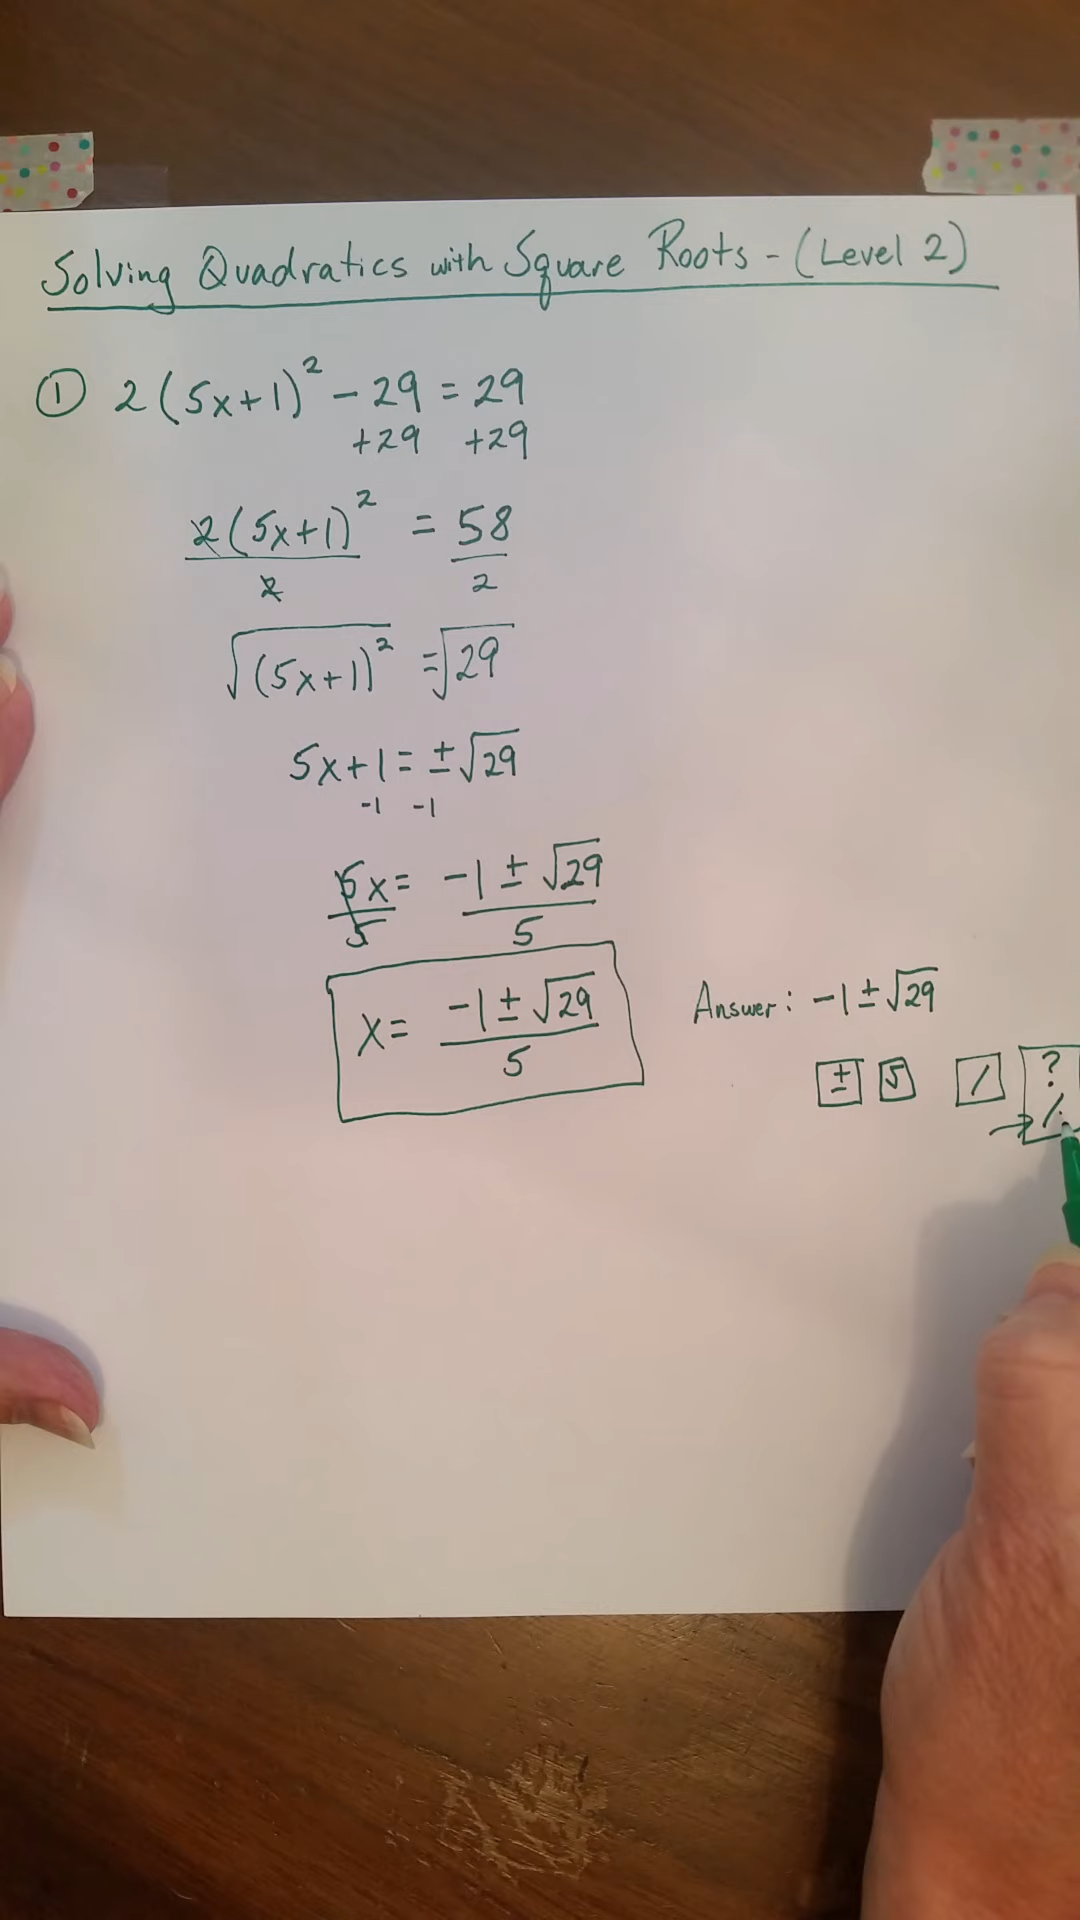 Solving Quadratics with Square Roots - (Level 2)
① 2(5x+1)² - 29 = 29
+29 +29
2(5x+1)² = 58
2 2
√(5x+1)² = √29
5x+1 = ±√29
-1 -1
5x = -1 ± √29
5 5
x = -1 ± √29
5
Answer: -1 ± √29
± √ / ?
/